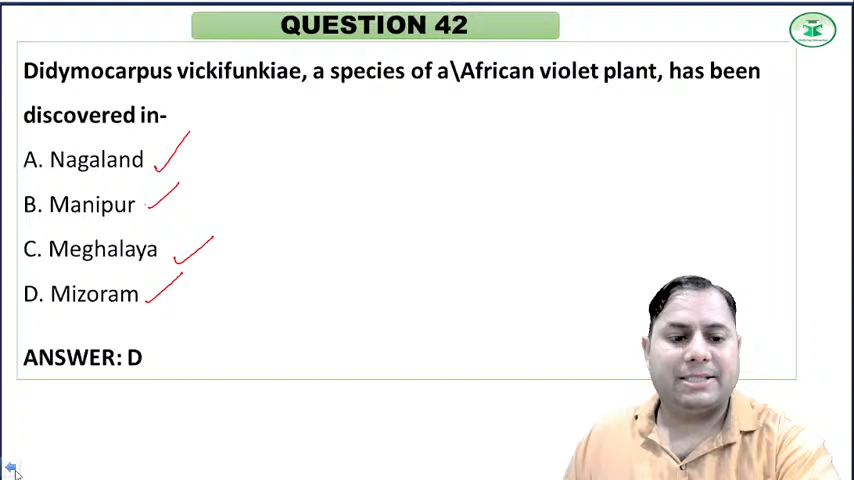 QUESTION 42
Didymocarpus vickifunkiae, a species of a\African violet plant, has been
discovered in-
A. Nagaland
B. Manipur
C. Meghalaya
D. Mizoram
ANSWER: D